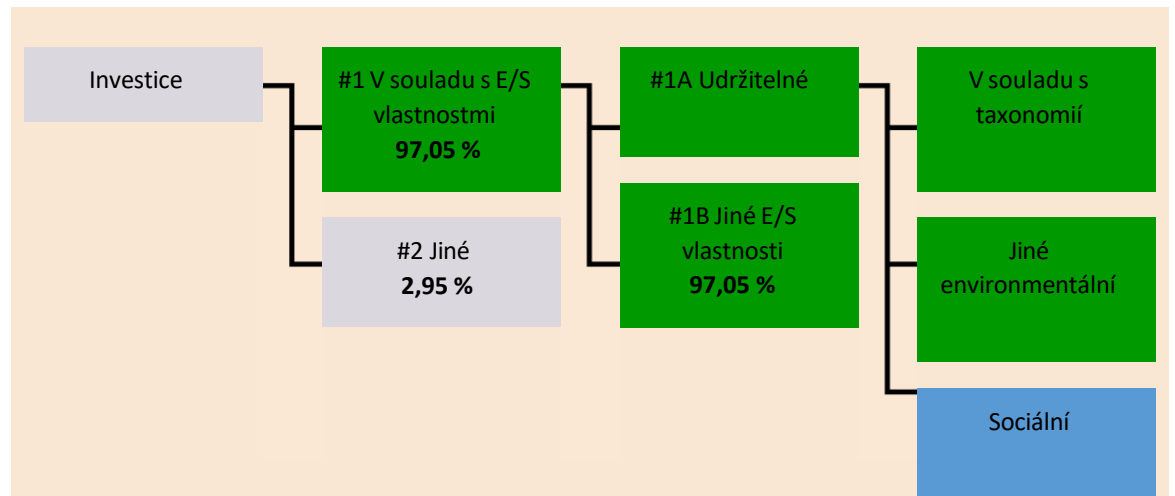 Investice
#1 V souladu s E/S
vlastnostmi
97,05 %
#2 Jiné
2,95 %
#1A Udržitelné
#1B Jiné E/S
vlastnosti
97,05 %
V souladu s
taxonomií
Jiné
environmentální
Sociální